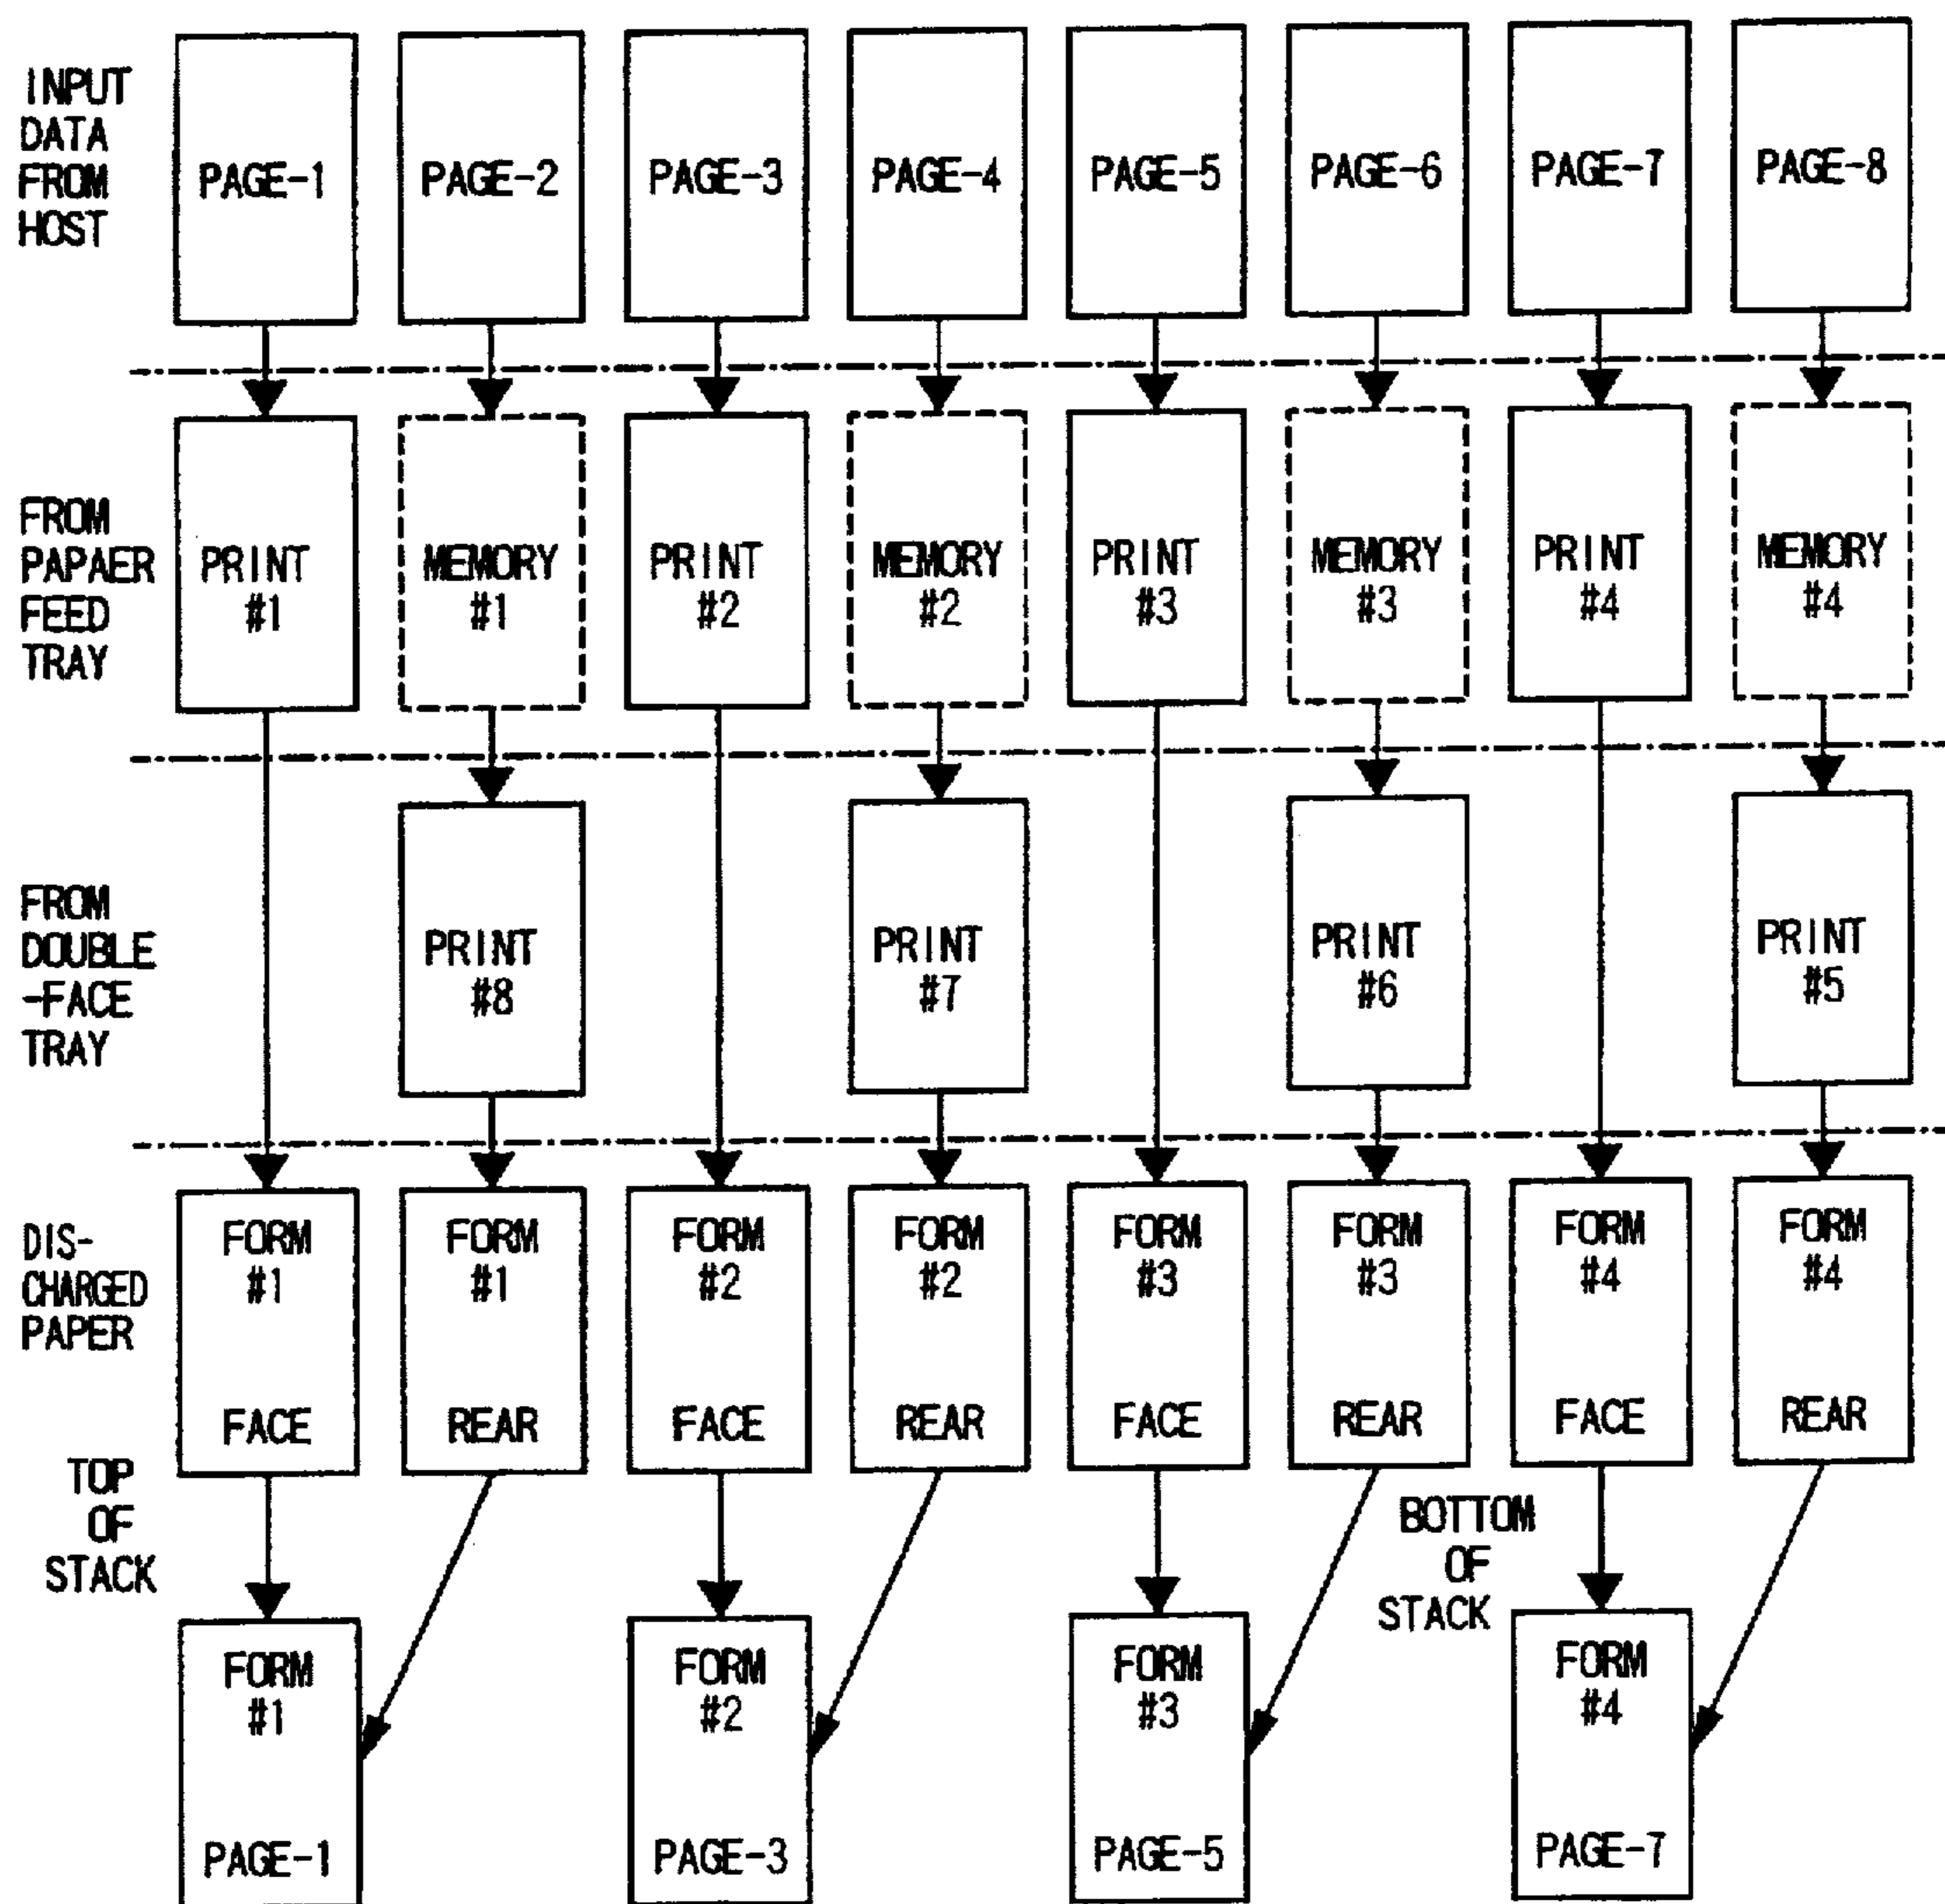 INPUT
DATA
FROM
HOST
PAGE-1
PAGE-2
PAGE-3
PAGE-4
PAGE-5
PAGE-6
PAGE-7
PAGE-8
FROM
PAPAER
FEED
TRAY
PRINT
#1
MEMORY
#1
PRINT
#2
MEMORY
#2
PRINT
#3
MEMORY
#3
PRINT
#4
MEMORY
#4
FROM
DOUBLE
-FACE
TRAY
PRINT
#8
PRINT
#7
PRINT
#6
PRINT
#5
DIS-
CHARGED
PAPER
FORM
#1
FACE
FORM
#1
REAR
FORM
#2
FACE
FORM
#2
REAR
FORM
#3
FACE
FORM
#3
REAR
FORM
#4
FACE
FORM
#4
REAR
TOP
OF
STACK
BOTTOM
OF
STACK
FORM
#1
PAGE-1
FORM
#2
PAGE-3
FORM
#3
PAGE-5
FORM
#4
PAGE-7